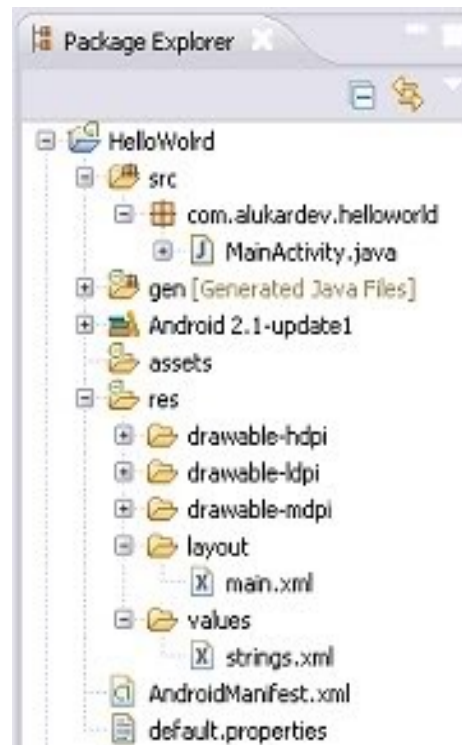 Package Explorer
HelloWolrd
src
com.alukardev.helloworld
MainActivity.java
gen [Generated Java Files]
Android 2.1-update1
assets
res
drawable-hdpi
drawable-ldpi
drawable-mdpi
layout
main.xml
values
strings.xml
AndroidManifest.xml
default.properties